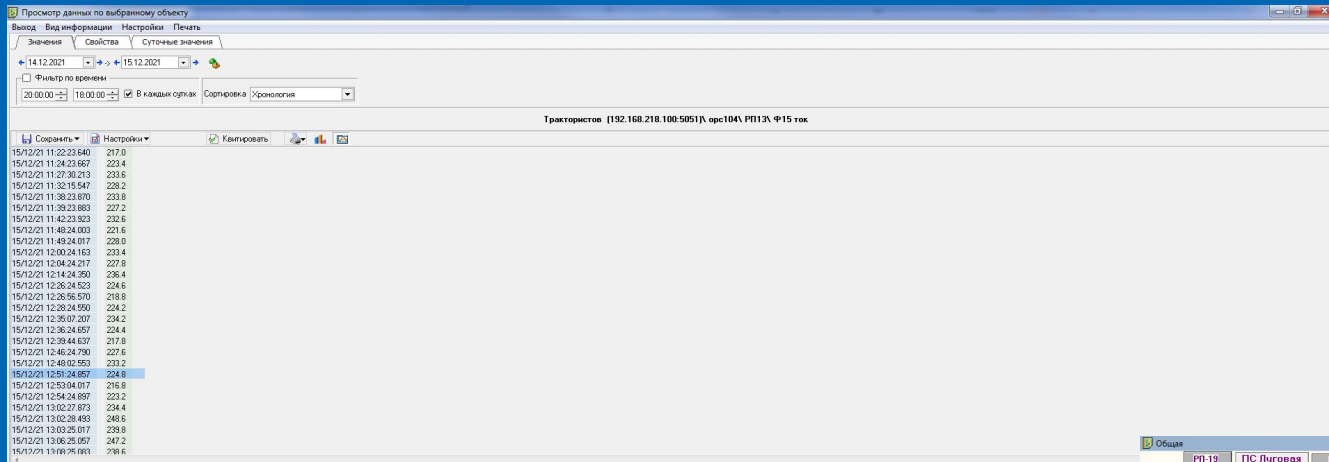 Просмотр данных по выбранному объекту
Выход Вид информации Настройки Печать
Значения Свойства Суточные значения
14.12.2021 -> 15.12.2021
Фильтр по времени
20:00:00 18:00:00 В каждых сутках Сортировка Хронология
Трактористов (192.168.218.100:5051)\ opc104\ РП13\ Ф15 ток
Сохранить Настройки Квитировать
15/12/21 11:22:23.640 217.0
15/12/21 11:24:23.667 223.4
15/12/21 11:27:30.213 233.6
15/12/21 11:32:15.547 228.2
15/12/21 11:38:23.870 233.8
15/12/21 11:39:23.883 227.2
15/12/21 11:42:23.923 232.6
15/12/21 11:48:24.003 221.6
15/12/21 11:49:24.017 228.0
15/12/21 12:00:24.163 233.4
15/12/21 12:04:24.217 227.8
15/12/21 12:14:24.350 236.4
15/12/21 12:26:24.523 224.6
15/12/21 12:26:56.570 218.8
15/12/21 12:28:24.550 224.2
15/12/21 12:35:07.207 234.2
15/12/21 12:36:24.657 224.4
15/12/21 12:39:44.637 217.8
15/12/21 12:46:24.790 227.6
15/12/21 12:48:02.553 233.2
15/12/21 12:51:24.857 224.8
15/12/21 12:53:04.017 216.8
15/12/21 12:54:24.897 223.2
15/12/21 13:02:27.873 234.4
15/12/21 13:02:28.493 248.6
15/12/21 13:03:25.017 239.8
15/12/21 13:06:25.057 247.2
15/12/21 13:08:25.083 238.6
Общая
РП-19 ПС Луговая